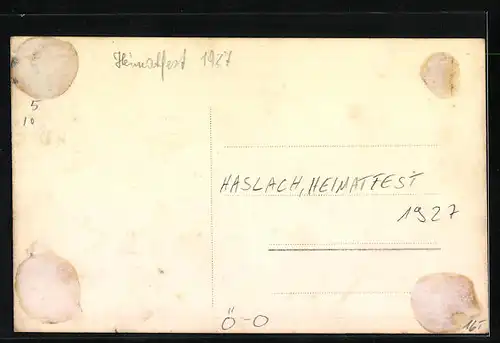 Heimatfest 1927
5
10
HASLACH, HEIMATFEST
1927
Ö-O